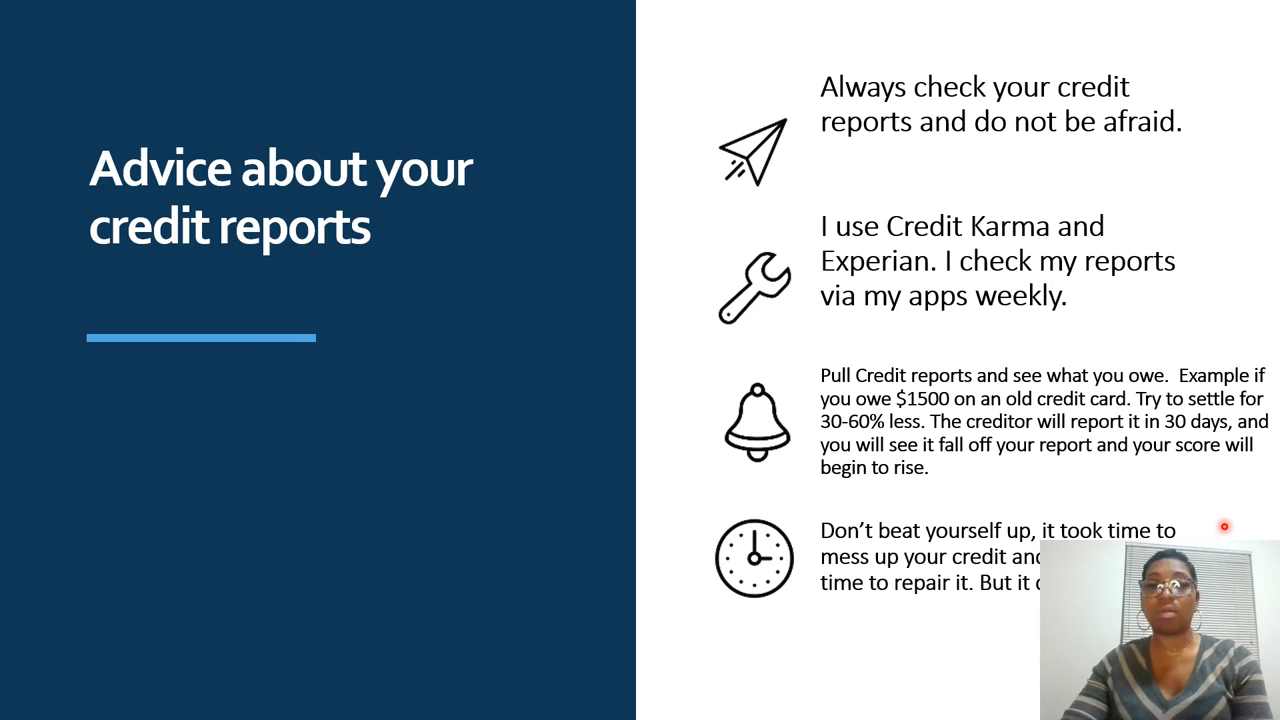 Advice about your
credit reports
Always check your credit
reports and do not be afraid.
I use Credit Karma and
Experian. I check my reports
via my apps weekly.
Pull Credit reports and see what you owe.  Example if
you owe $1500 on an old credit card. Try to settle for
30-60% less. The creditor will report it in 30 days, and
you will see it fall off your report and your score will
begin to rise.
Don’t beat yourself up, it took time to
mess up your credit and
time to repair it. But it